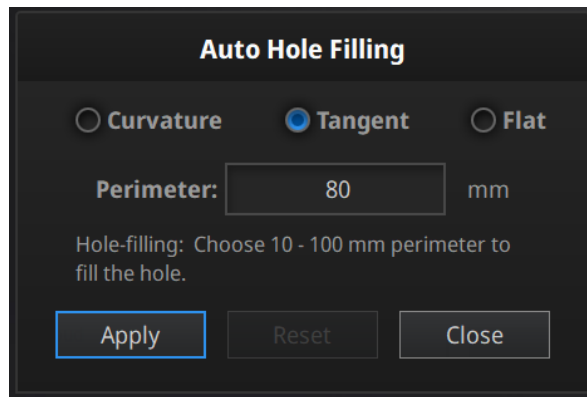 Auto Hole Filling
Curvature Tangent Flat
Perimeter: 80 mm
Hole-filling: Choose 10 - 100 mm perimeter to
fill the hole.
Apply Reset Close